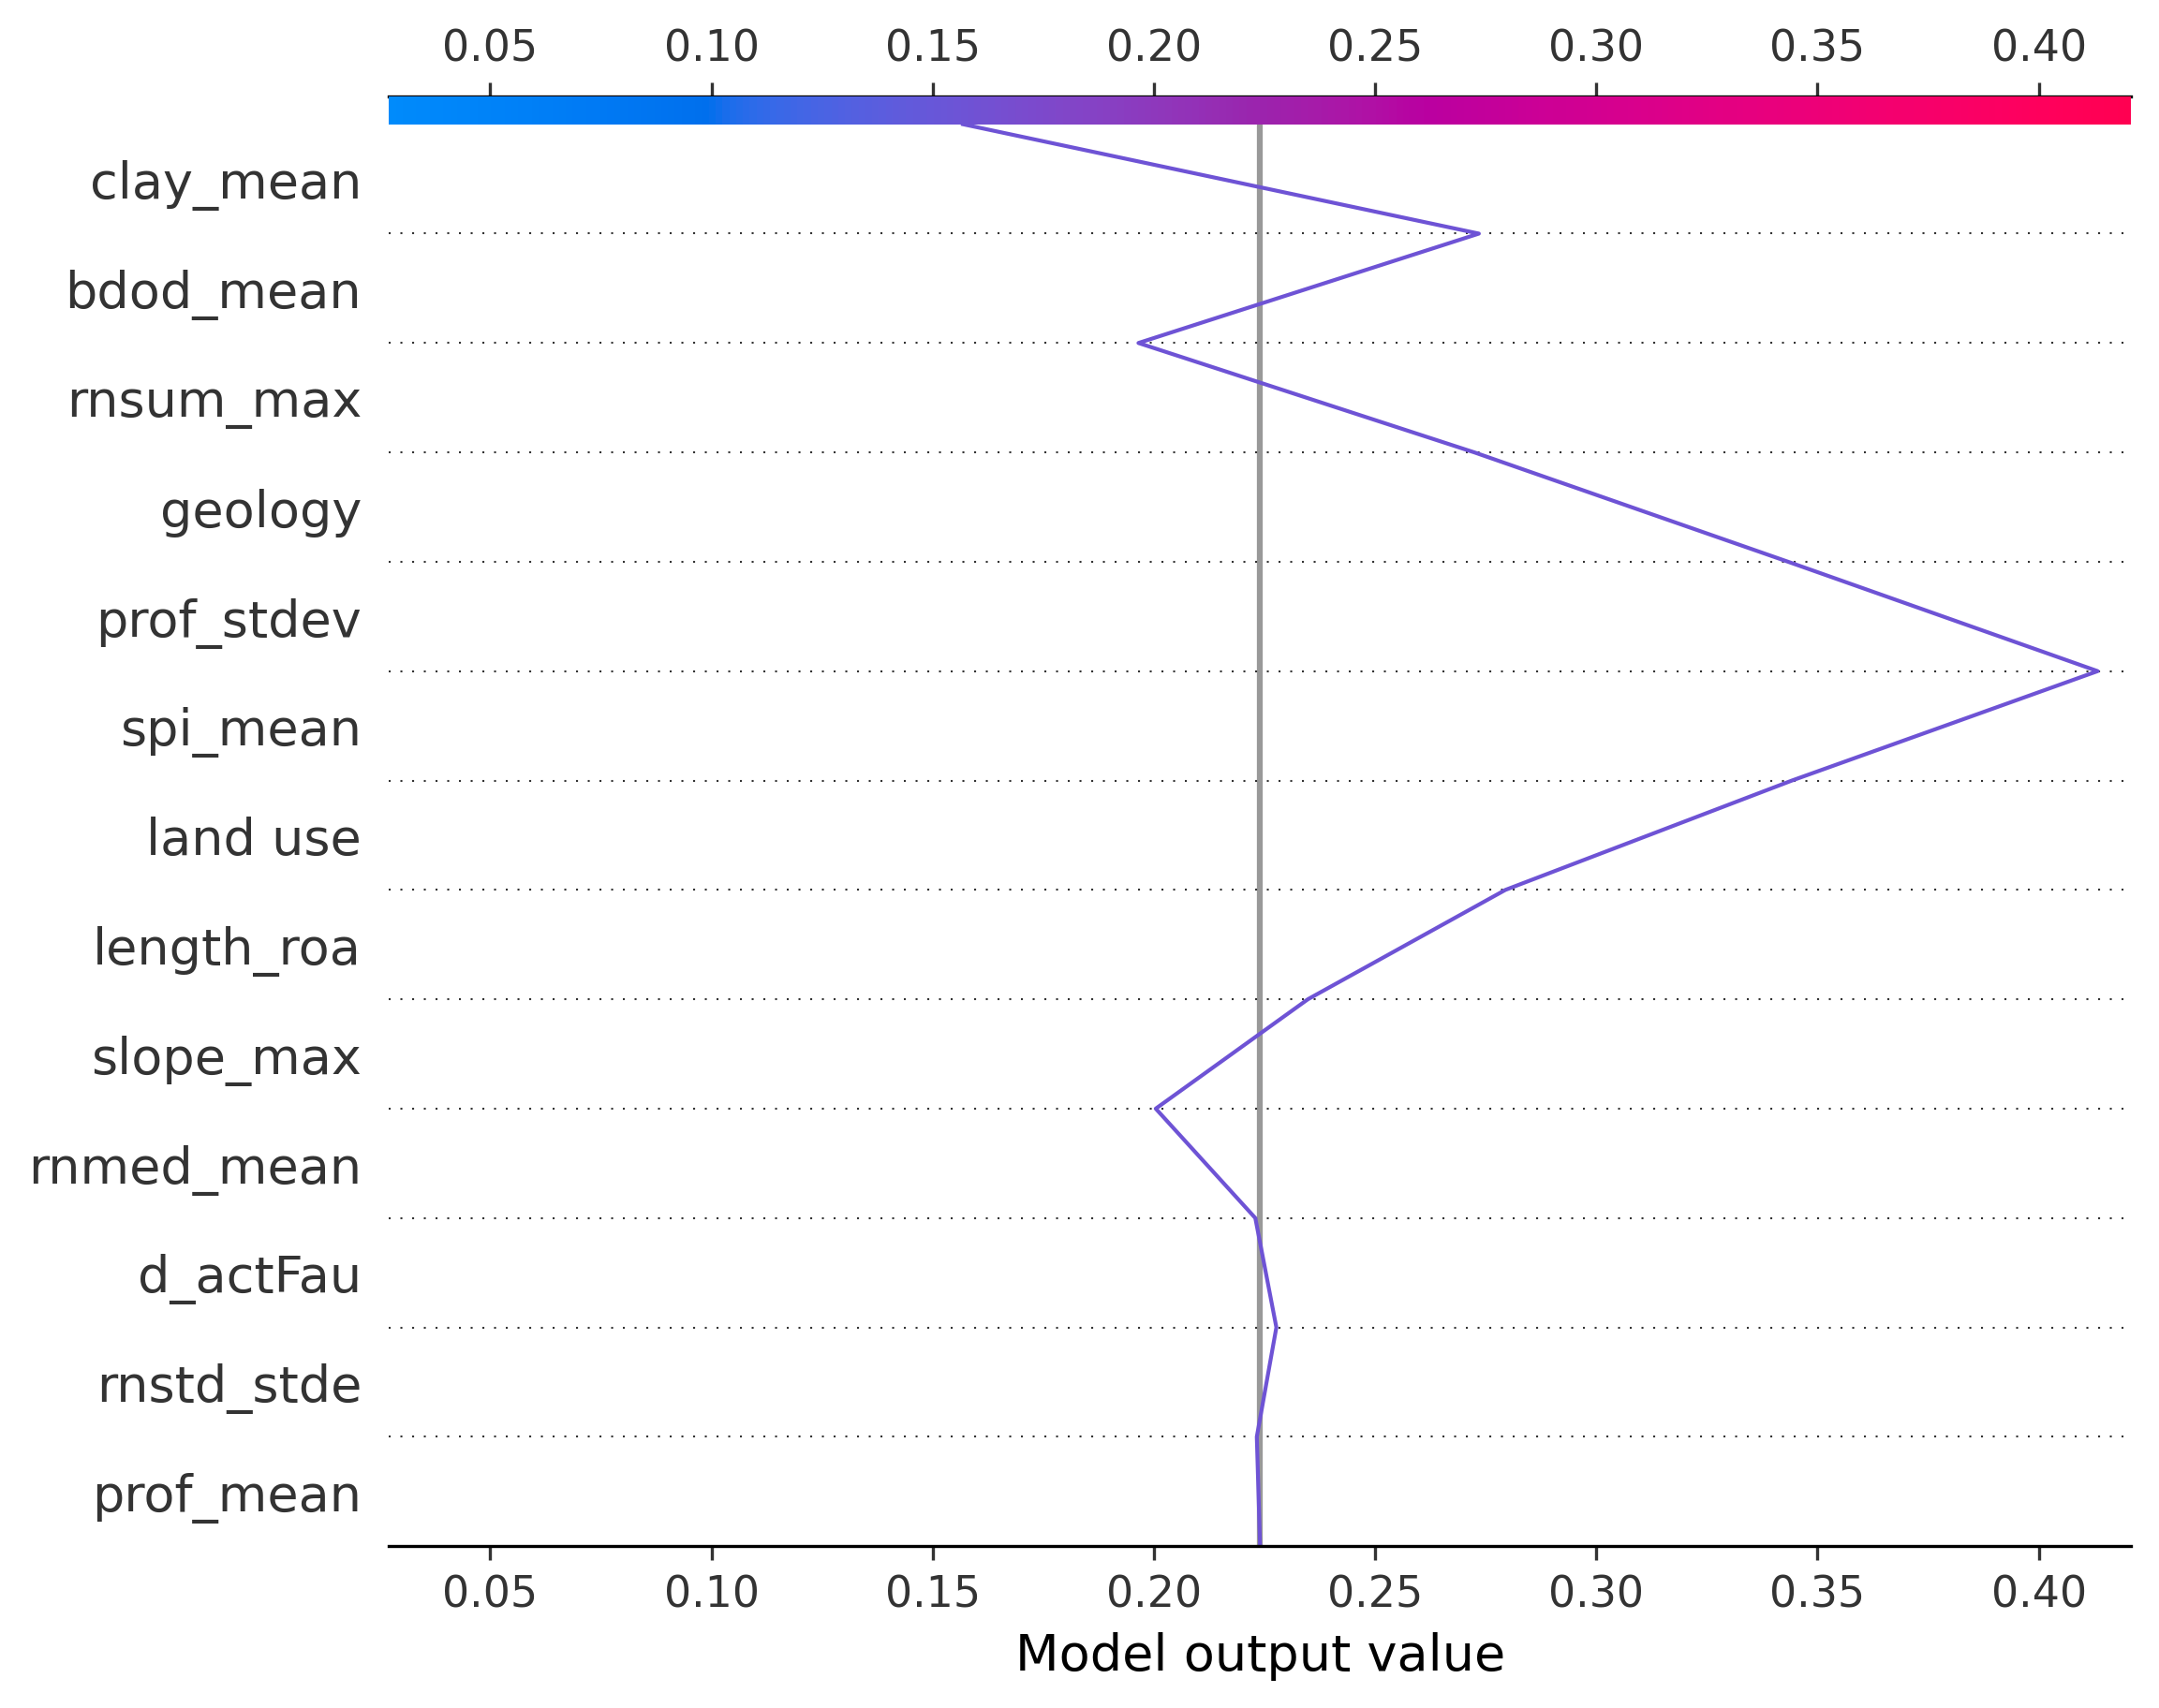 0.05 0.10 0.15 0.20 0.25 0.30 0.35 0.40
clay_mean
bdod_mean
rnsum_max
geology
prof_stdev
spi_mean
land use
length_roa
slope_max
rnmed_mean
d_actFau
rnstd_stde
prof_mean
0.05 0.10 0.15 0.20 0.25 0.30 0.35 0.40
Model output value